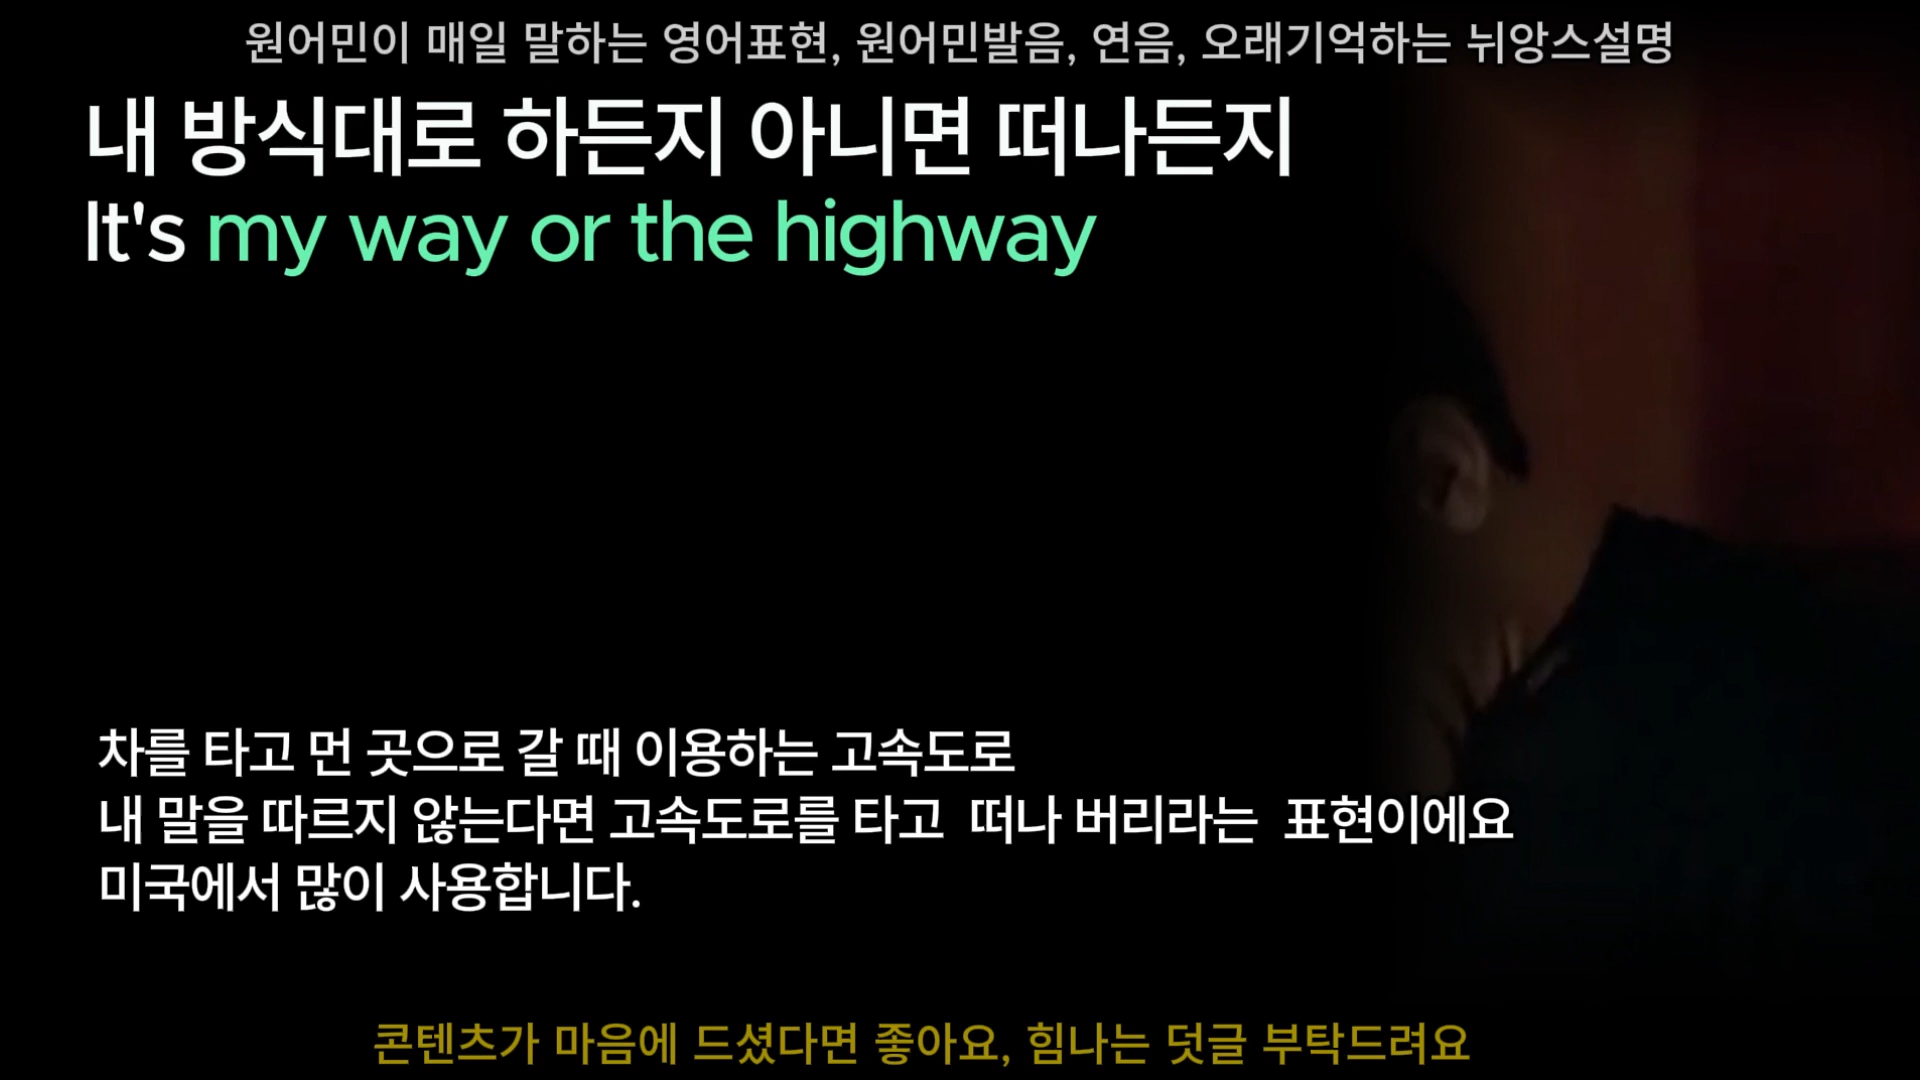 원어민이 매일 말하는 영어표현, 원어민발음, 연음, 오래기억하는 뉘앙스설명
내 방식대로 하든지 아니면 떠나든지
It's my way or the highway
차를 타고 먼 곳으로 갈 때 이용하는 고속도로
내 말을 따르지 않는다면 고속도로를 타고 떠나 버리라는 표현이에요
미국에서 많이 사용합니다.
콘텐츠가 마음에 드셨다면 좋아요, 힘나는 덧글 부탁드려요